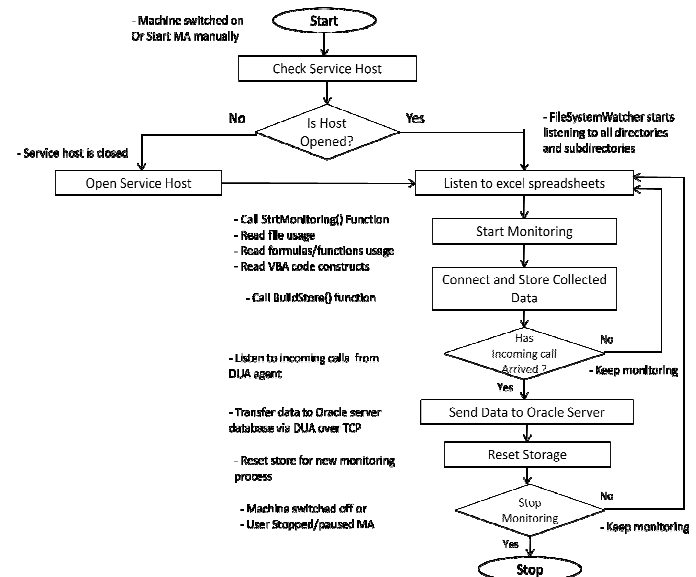 - Machine switched on
Or Start MA manually
Start
Check Service Host
No
Is Host
Opened?
Yes
- FileSystemWatcher starts
listening to all directories
and subdirectories
- Service host is closed
Open Service Host
Listen to excel spreadsheets
- Call StrtMonitoring() Function
- Read file usage
- Read formulas/functions usage
- Read VBA code constructs
Start Monitoring
- Call BuildStore() function
Connect and Store Collected
Data
Has
Incoming call
Arrived ?
No
- Keep monitoring
- Listen to incoming calls from
DUA agent
Yes
- Transfer data to Oracle server
database via DUA over TCP
Send Data to Oracle Server
- Reset store for new monitoring
process
Reset Storage
- Machine switched off or
- User Stopped/paused MA
Stop
Monitoring
No
- Keep monitoring
Yes
Stop